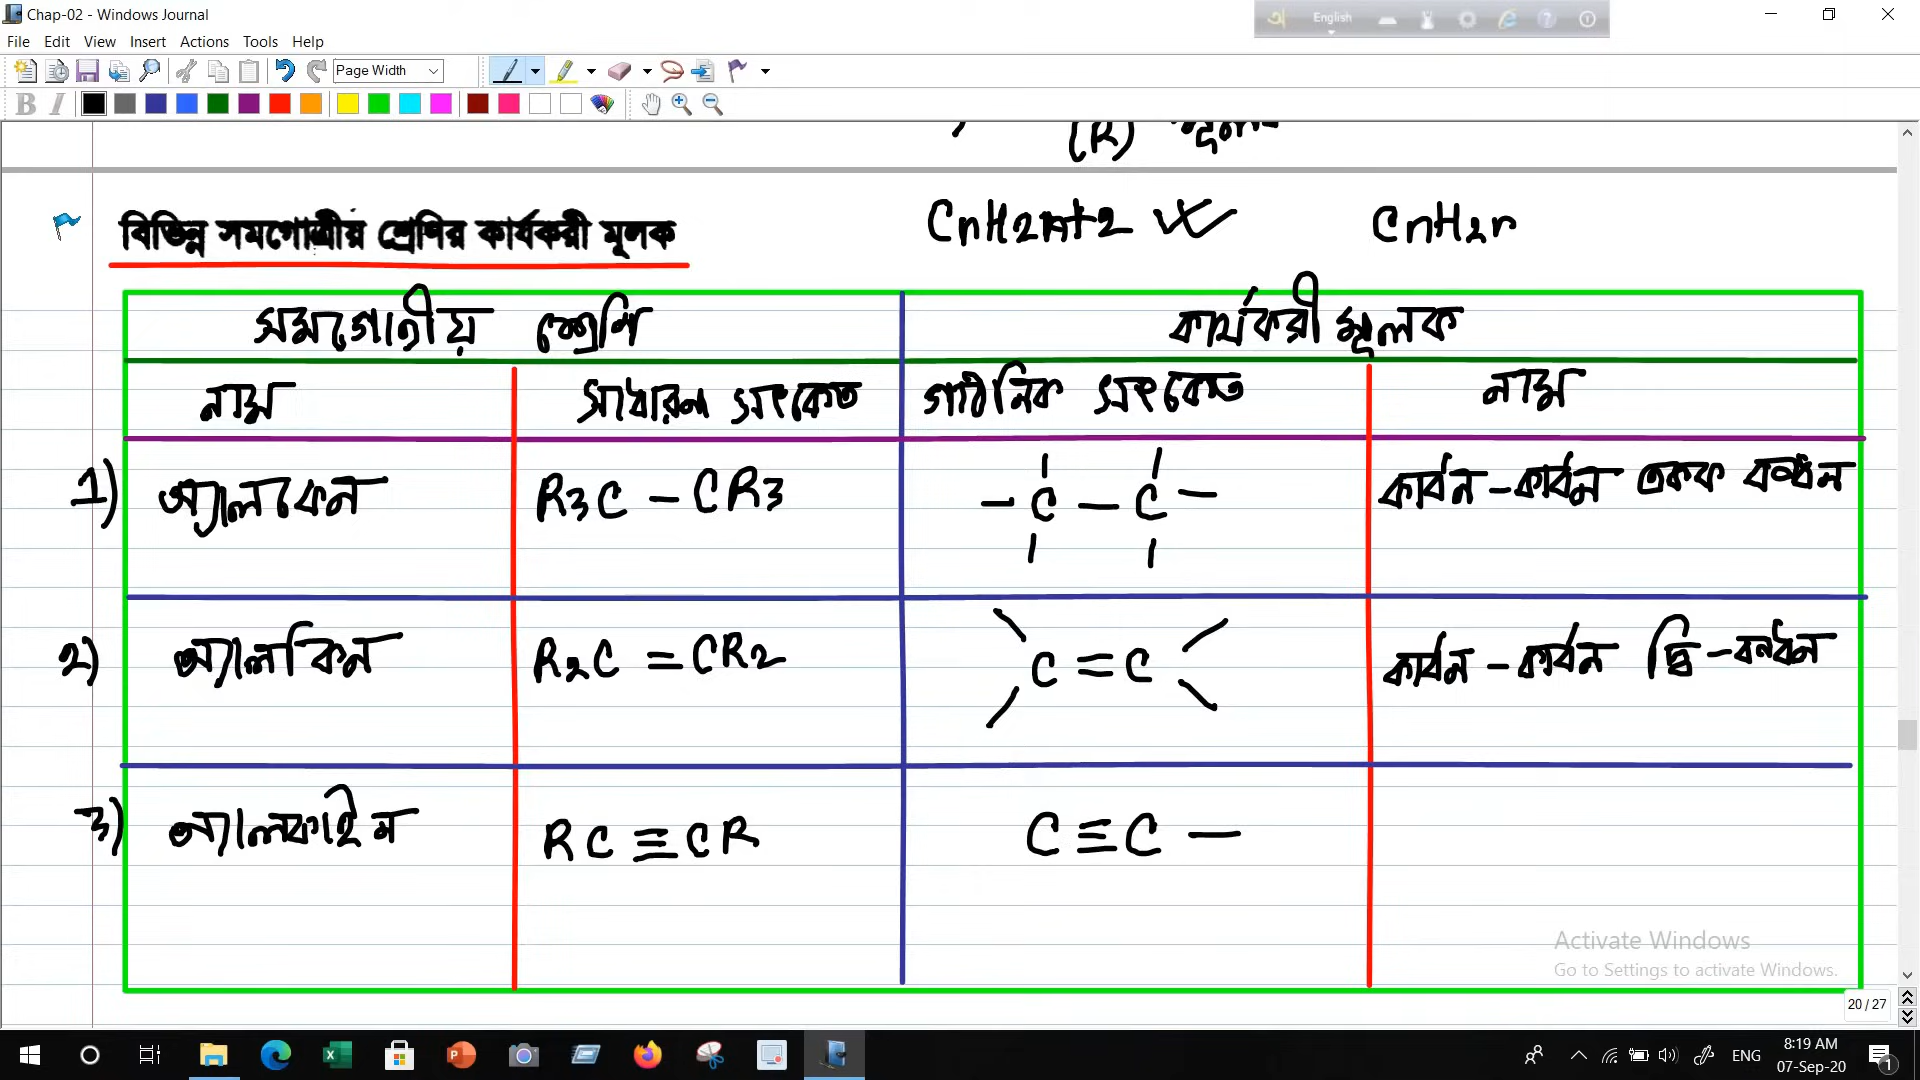 Chap-02 - Windows Journal
English
File Edit View Insert Actions Tools Help
Page Width
B I
(R)
বিভিন্ন সমগোত্রীয় শ্রেণির কার্যকরী মূলক
CnH2n+2
CnH2n
সমগোত্রীয় শ্রেণি
কার্যকরী মূলক
নাম সাধারন সংকেত গাঠনিক সংকেত নাম
1) অ্যালকেন R3C – CR3 – C – C – কার্বন – কার্বন একক বন্ধন
2) অ্যালকিন R2C = CR2 C = C কার্বন – কার্বন দ্বি – বন্ধন
3) অ্যালকাইন RC ≡ CR C ≡ C –
Activate Windows
Go to Settings to activate Windows.
20 / 27
ENG
8:19 AM
07-Sep-20
1